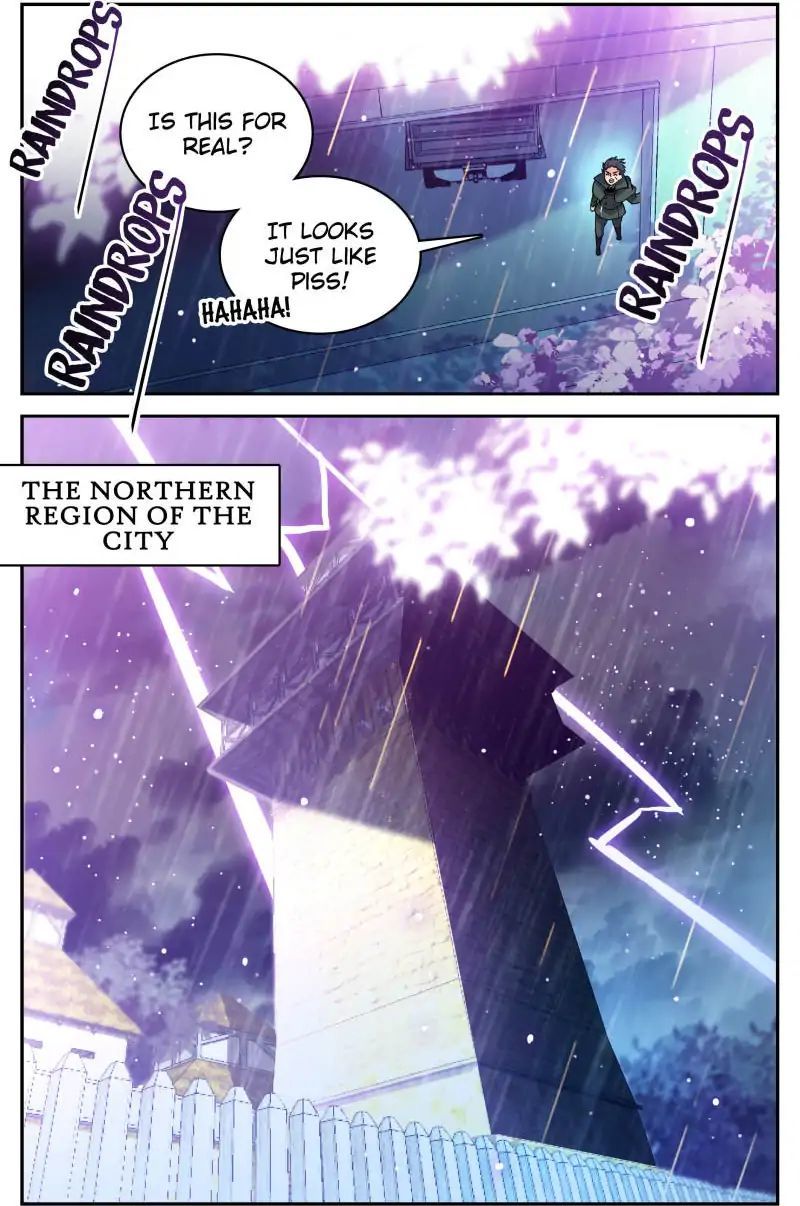 RAINDROPS
IS THIS FOR
REAL?
RAINDROPS
IT LOOKS
JUST LIKE
PISS!
HAHAHA!
RAINDROPS
THE NORTHERN
REGION OF THE
CITY